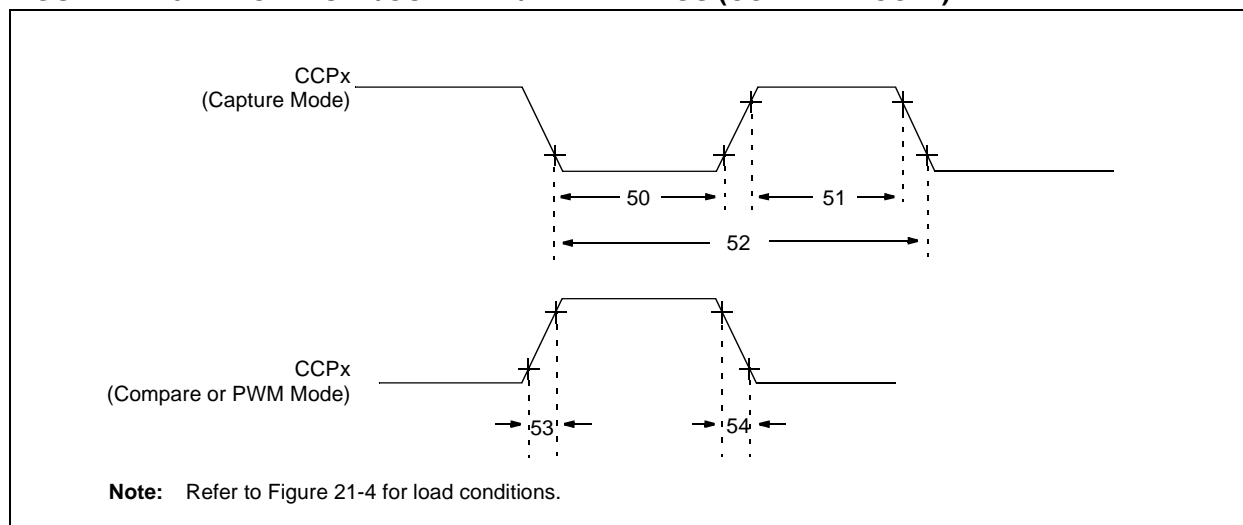 CCPx
(Capture Mode)
50
51
52
CCPx
(Compare or PWM Mode)
53
54
Note: Refer to Figure 21-4 for load conditions.